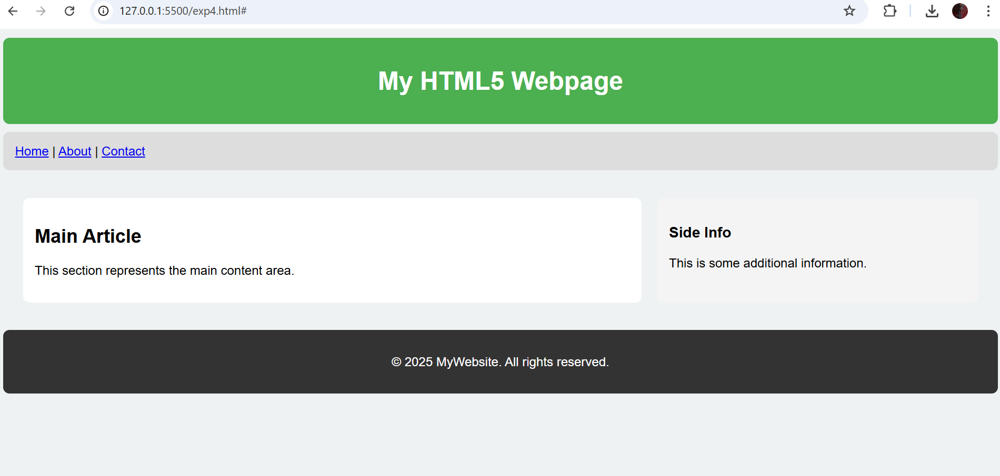 127.0.0.1:5500/exp4.html#
My HTML5 Webpage
Home | About | Contact
Main Article
This section represents the main content area.
Side Info
This is some additional information.
© 2025 MyWebsite. All rights reserved.